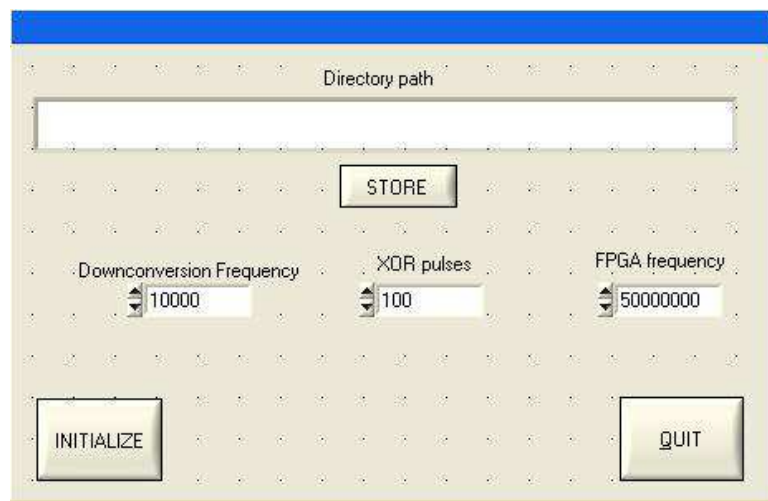 Directory path
STORE
Downconversion Frequency
XOR pulses
FPGA frequency
10000
100
50000000
INITIALIZE
QUIT